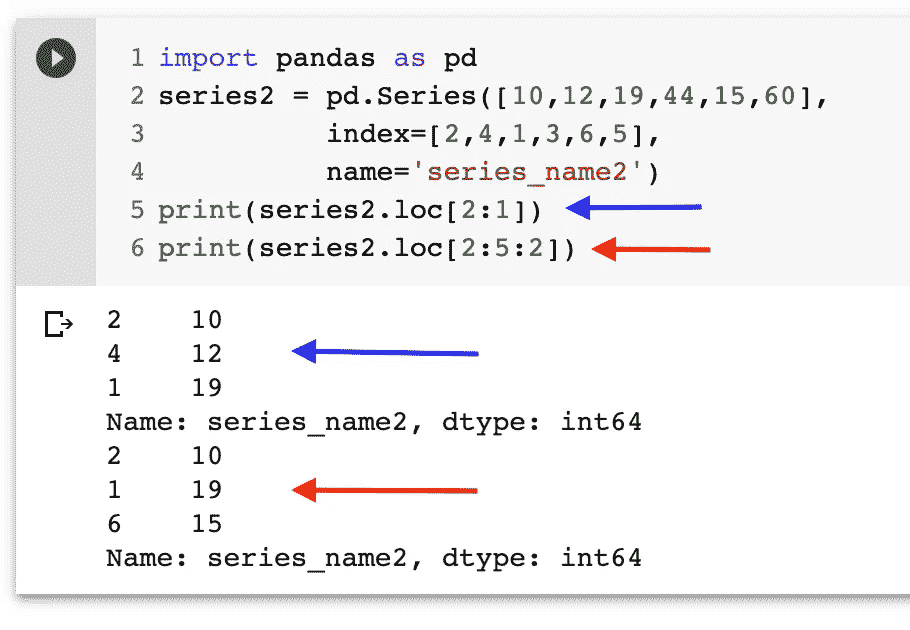 1 import pandas as pd
2 series2 = pd.Series([10,12,19,44,15,60],
3            index=[2,4,1,3,6,5],
4            name='series_name2')
5 print(series2.loc[2:1])
6 print(series2.loc[2:5:2])
2    10
4    12
1    19
Name: series_name2, dtype: int64
2    10
1    19
6    15
Name: series_name2, dtype: int64